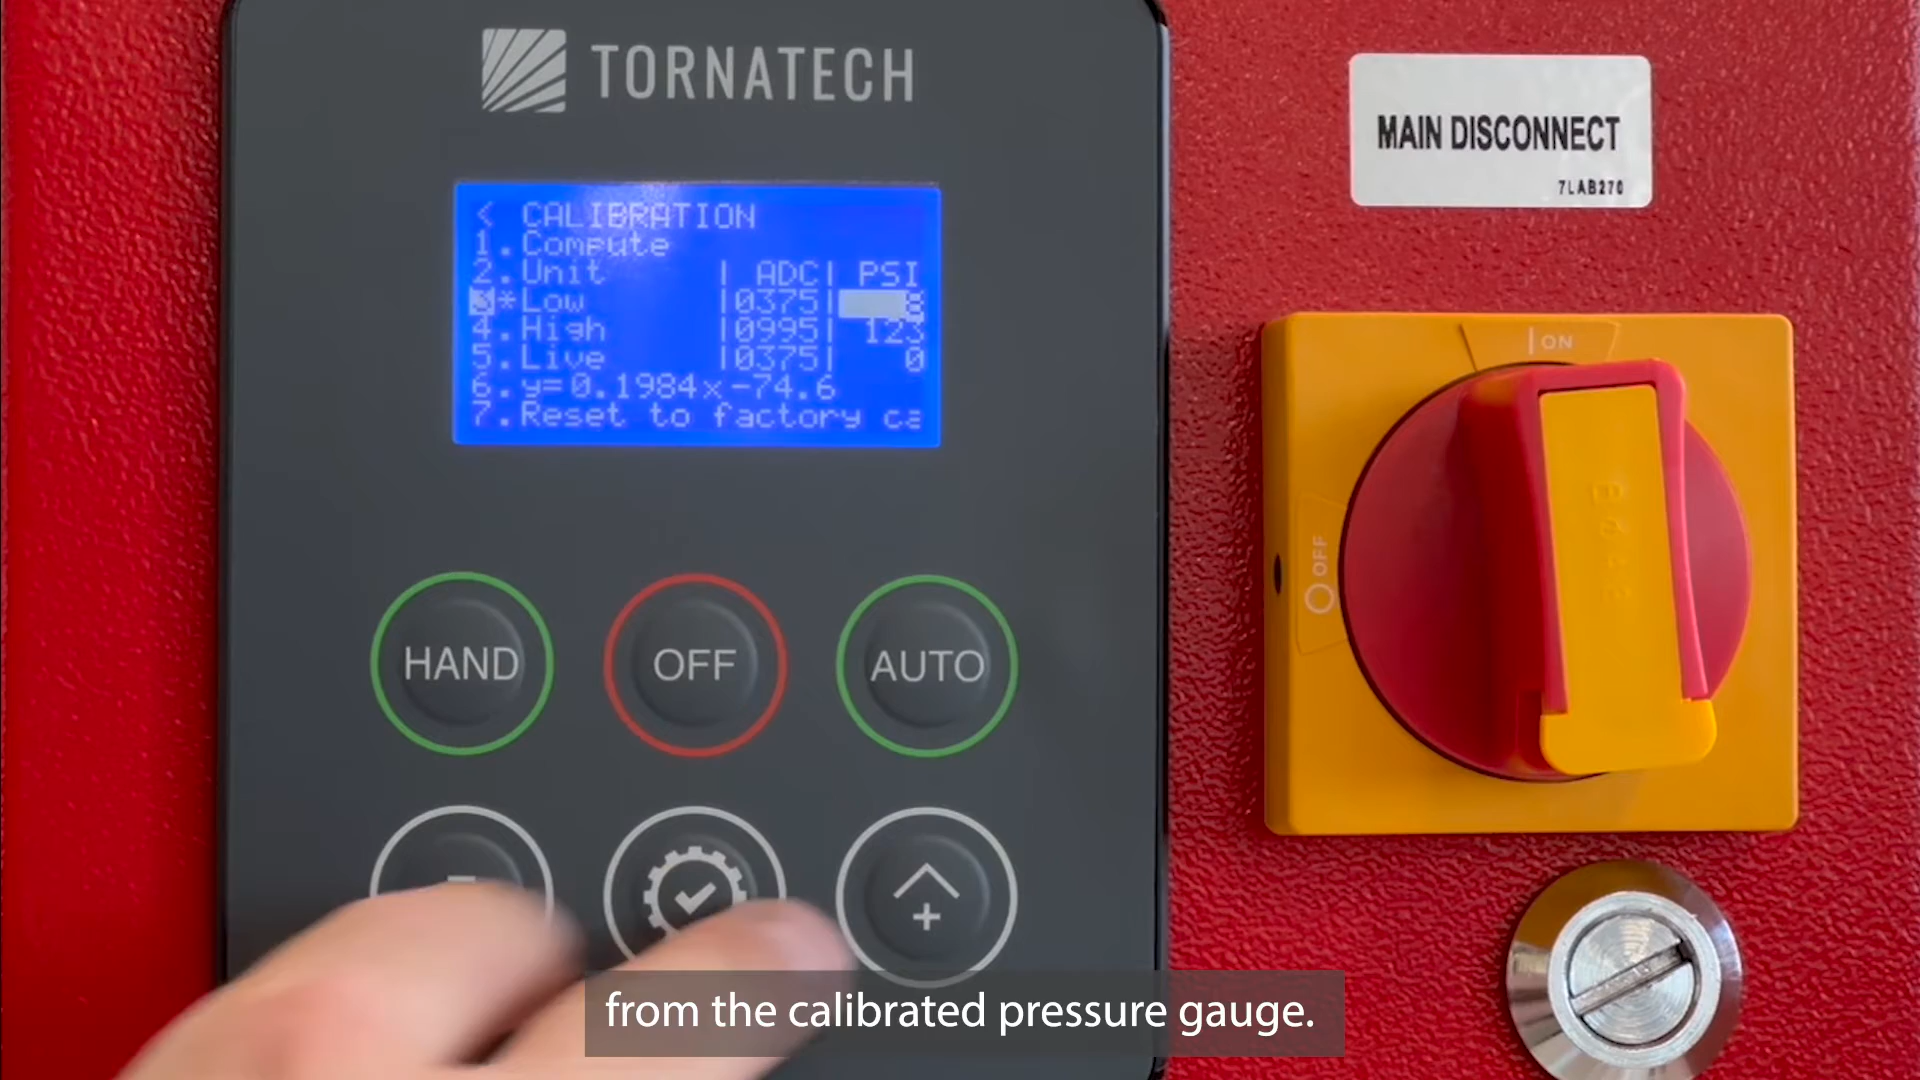 TORNATECH
< CALIBRATION
1.Compute
2.Unit | ADC| PSI
3*Low |0375| 8
4.High |0995| 123
5.Live |0375| 0
6.y=0.1984x-74.6
7.Reset to factory ca
HAND
OFF
AUTO
MAIN DISCONNECT
7LAB270
| ON
O OFF
from the calibrated pressure gauge.